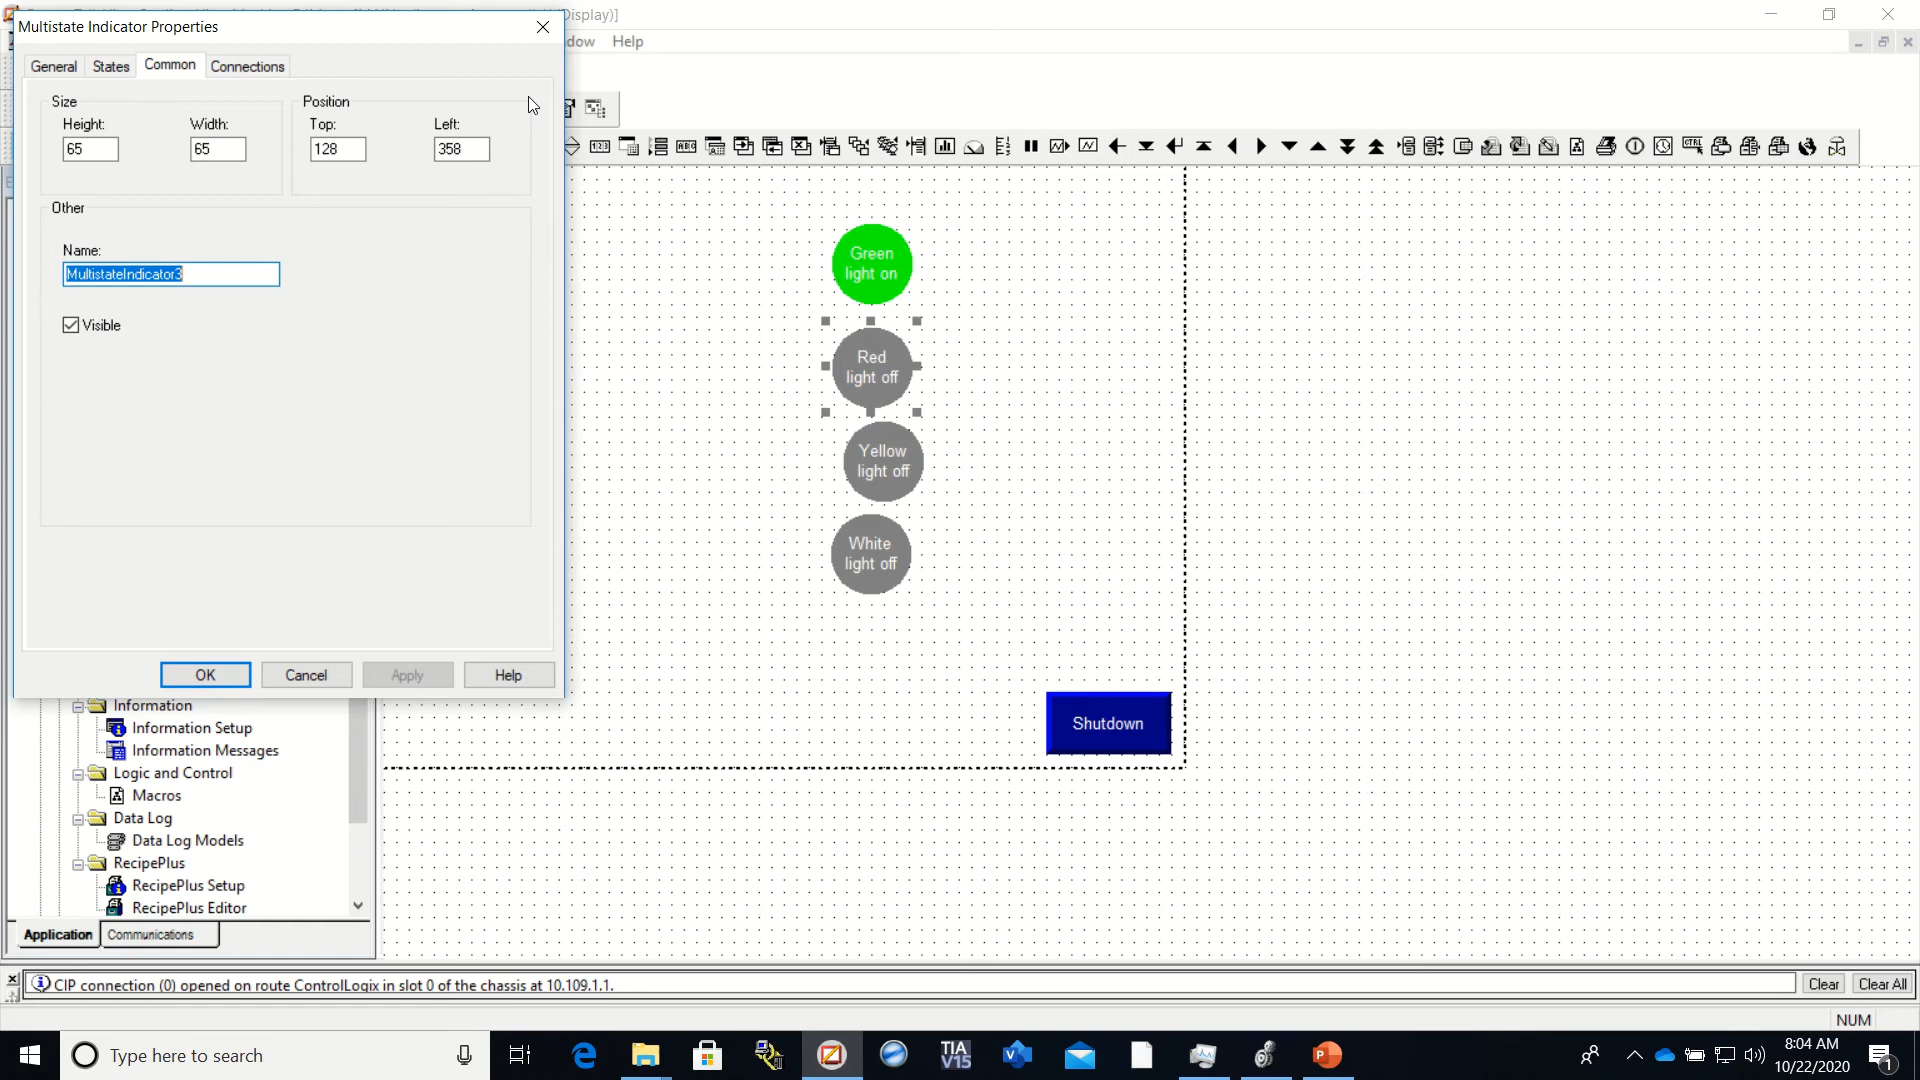 Multistate Indicator Properties
Display)]
dow Help
General States Common Connections
Size
Height: Width:
65 65
Position
Top: Left:
128 358
Other
Name:
MultistateIndicator3
Visible
OK Cancel Apply Help
Green
light on
Red
light off
Yellow
light off
White
light off
Shutdown
Information
Information Setup
Information Messages
Logic and Control
Macros
Data Log
Data Log Models
RecipePlus
RecipePlus Setup
RecipePlus Editor
Application Communications
CIP connection (0) opened on route ControlLogix in slot 0 of the chassis at 10.109.1.1.
Clear Clear All
NUM
Type here to search
TIA
V15
8:04 AM
10/22/2020
1